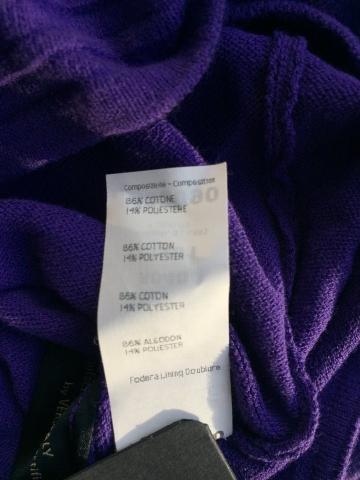 Composizione - Composition
86% COTONE
14% POLIESTERE
86% COTTON
14% POLYESTER
86% COTON
14% POLYESTER
86% ALGODON
14% POLIESTER
Fodera Lining Doublure